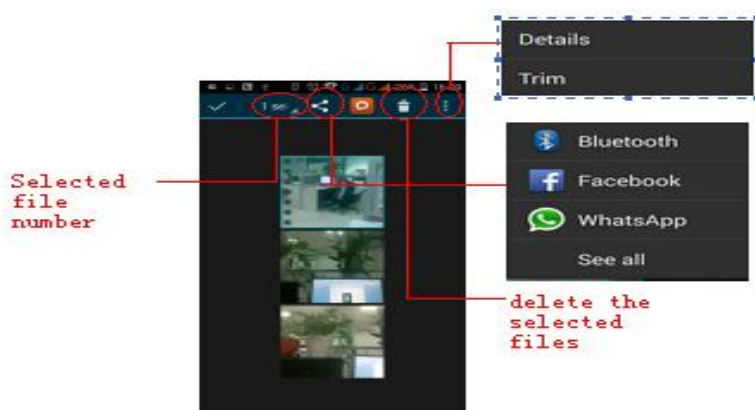 Details
Trim
Bluetooth
Facebook
WhatsApp
See all
Selected
file
number
delete the
selected
files